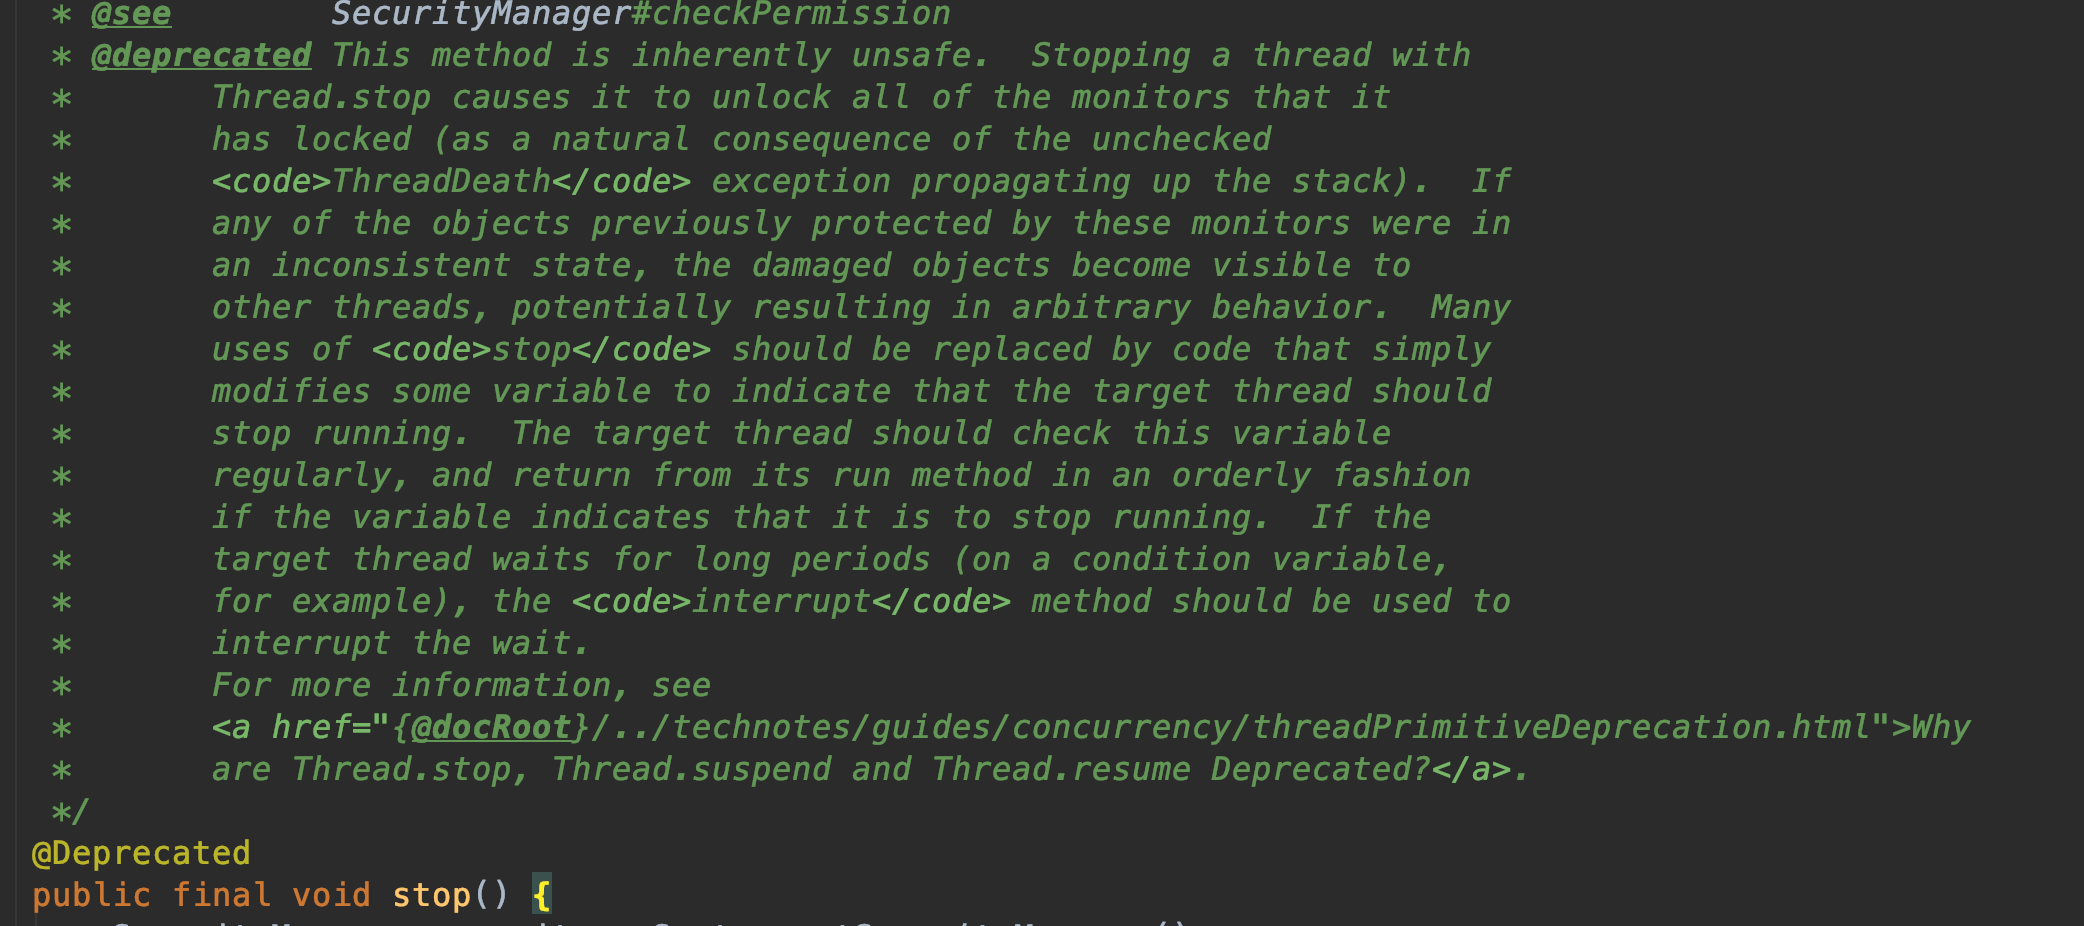 * @see        SecurityManager#checkPermission
* @deprecated This method is inherently unsafe.  Stopping a thread with
*       Thread.stop causes it to unlock all of the monitors that it
*       has locked (as a natural consequence of the unchecked
*       <code>ThreadDeath</code> exception propagating up the stack).  If
*       any of the objects previously protected by these monitors were in
*       an inconsistent state, the damaged objects become visible to
*       other threads, potentially resulting in arbitrary behavior.  Many
*       uses of <code>stop</code> should be replaced by code that simply
*       modifies some variable to indicate that the target thread should
*       stop running.  The target thread should check this variable
*       regularly, and return from its run method in an orderly fashion
*       if the variable indicates that it is to stop running.  If the
*       target thread waits for long periods (on a condition variable,
*       for example), the <code>interrupt</code> method should be used to
*       interrupt the wait.
*       For more information, see
*       <a href="{@docRoot}/../technotes/guides/concurrency/threadPrimitiveDeprecation.html">Why
*       are Thread.stop, Thread.suspend and Thread.resume Deprecated?</a>.
*/
@Deprecated
public final void stop() {